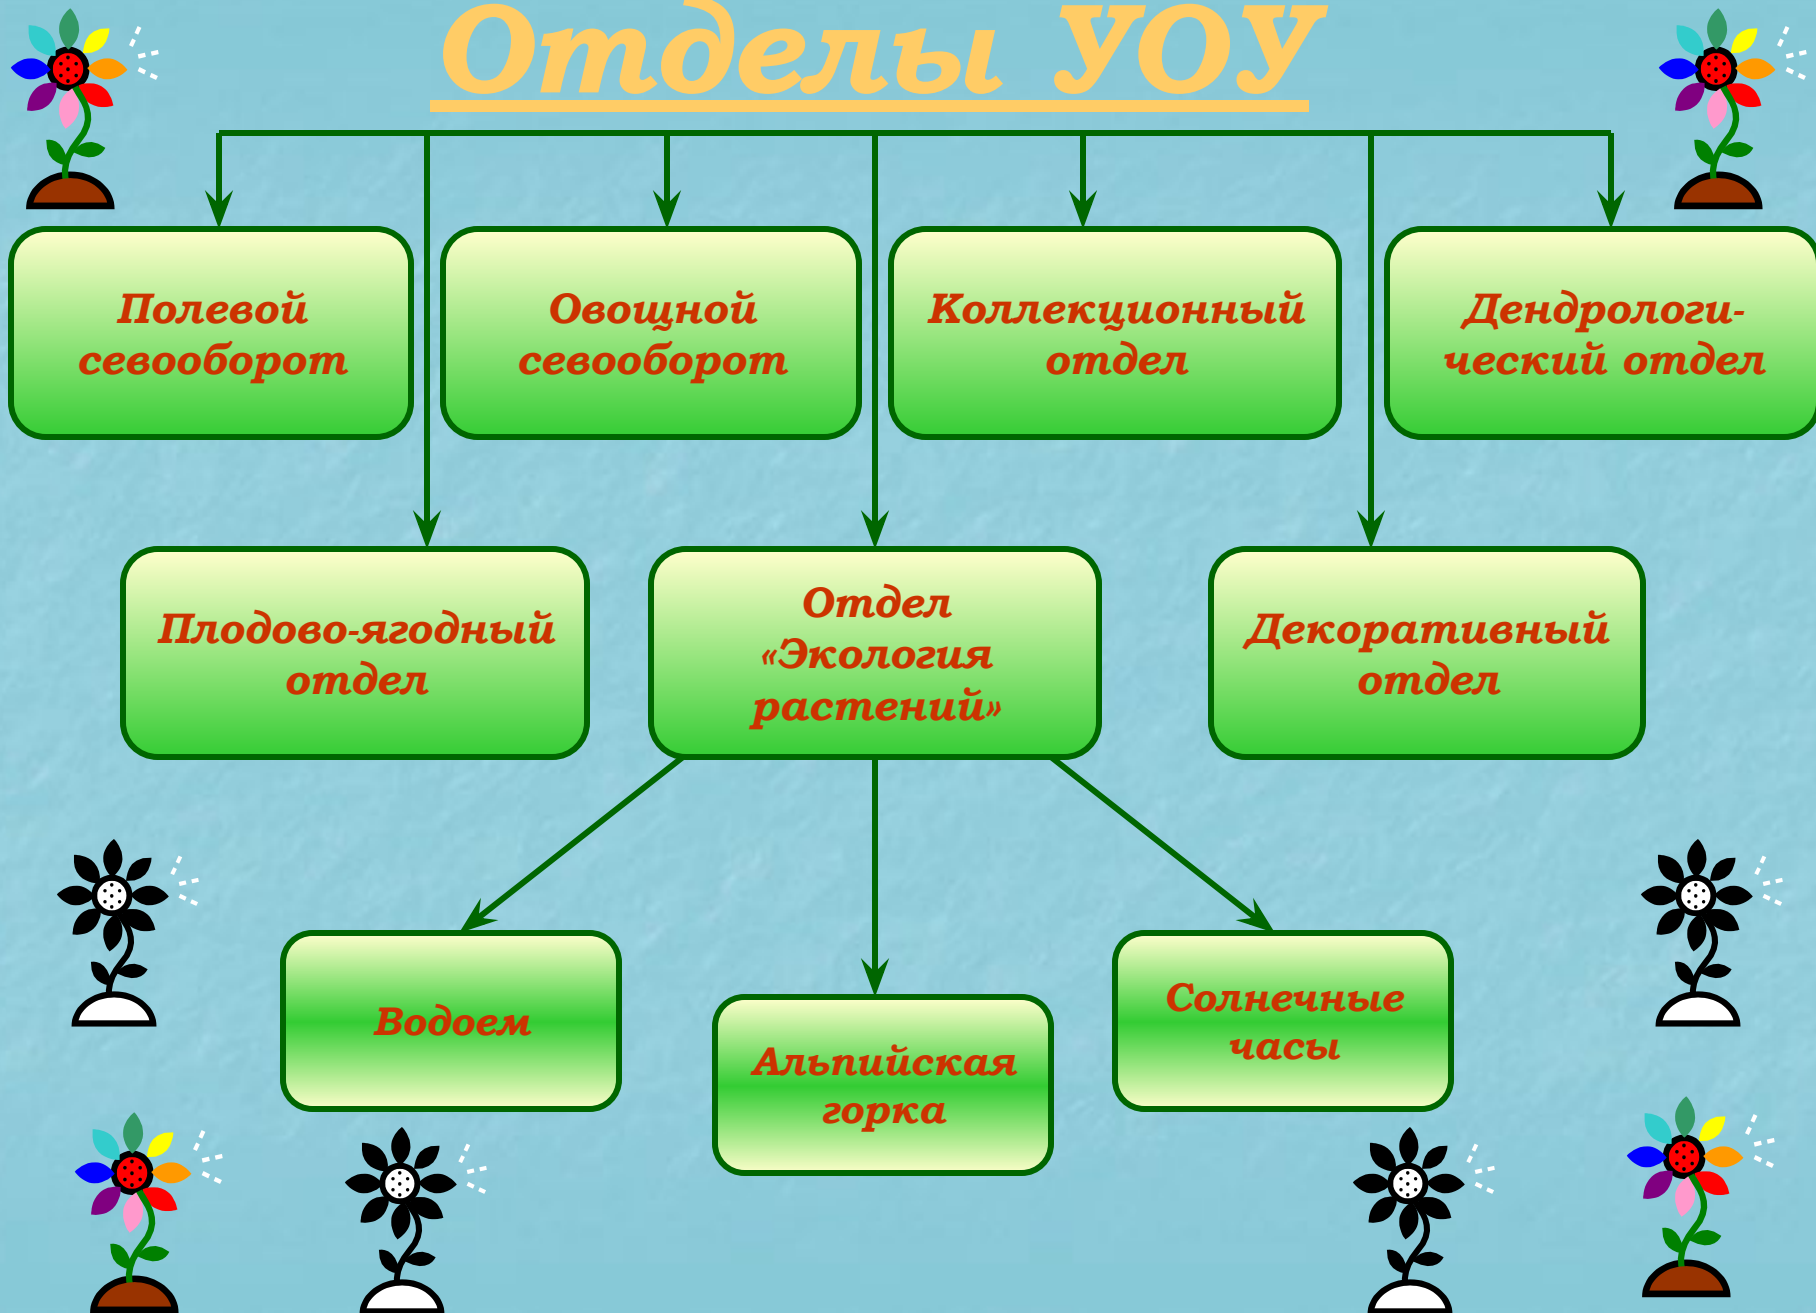 Отделы УОУ
Полевой
севооборот
Овощной
севооборот
Коллекционный
отдел
Дендрологи-
ческий отдел
Плодово-ягодный
отдел
Отдел
«Экология
растений»
Декоративный
отдел
Водоем
Альпийская
горка
Солнечные
часы